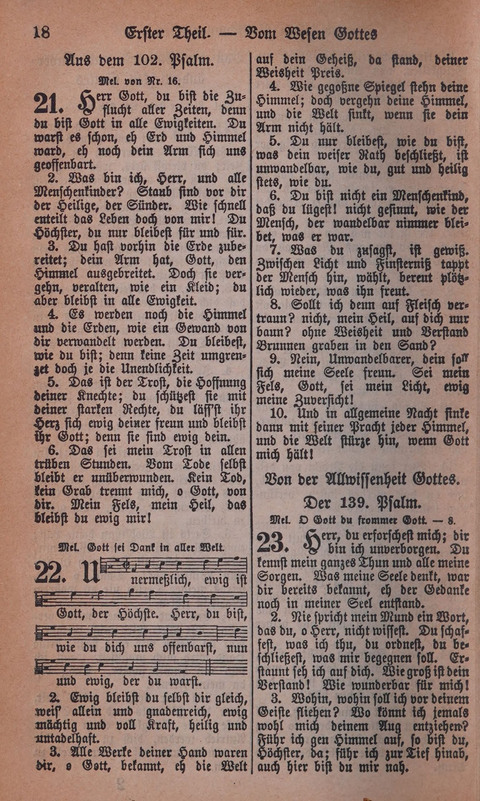 18 Erster Theil. — Vom Wesen Gottes
Aus dem 102. Psalm.
Mel. von Nr. 16.
21. Herr Gott, du bist die Zu-
flucht aller Zeiten, denn
du bist Gott in alle Ewigkeiten. Du
warst es schon, eh Erd und Himmel
ward, eh noch dein Arm sich uns
geoffenbart.
2. Was bin ich, Herr, und alle
Menschenkinder? Staub sind vor dir
der Heilige, der Sünder. Wie schnell
enteilt das Leben doch von mir! Du
Höchster, du nur bleibest für und für.
3. Du hast vorhin die Erde zube-
reitet; dein Arm hat, Gott, den
Himmel ausgebreitet. Doch sie ver-
gehn, veralten, wie ein Kleid; du
aber bleibst in alle Ewigkeit.
4. Es werden noch die Himmel
und die Erden, wie ein Gewand von
dir verwandelt werden. Du bleibest,
wie du bist; denn keine Zeit umgren-
zet doch je die Unendlichkeit.
5. Das ist der Trost, die Hoffnung
deiner Knechte; du schützest sie mit
deiner starken Rechte, du läss'st ihr
Herz sich ewig deiner freun und bleibst
ihr Gott; denn sie sind ewig dein.
6. Das sei mein Trost in allen
trüben Stunden. Vom Tode selbst
bleibt er unüberwunden. Kein Tod,
kein Grab trennt mich, o Gott, von
dir. Mein Fels, mein Heil, das
bleibst du ewig mir!
Mel. Gott sei Dank in aller Welt.
22. Unermeßlich, ewig ist
Gott, der Höchste. Herr, du bist,
wie du dich uns offenbart, nun
und ewig, der du warst.
2. Ewig bleibst du selbst dir gleich,
weis' allein und gnadenreich, ewig
mächtig und voll Kraft, heilig und
untadelhaft.
3. Alle Werke deiner Hand waren
dir, o Gott, bekannt, eh die Welt
auf dein Geheiß, da stand, deiner
Weisheit Preis.
4. Wie gegoßne Spiegel stehn deine
Himmel; doch vergehn deine Himmel,
und die Welt sinkt, wenn sie dein
Arm nicht hält.
5. Du nur bleibest, wie du bist,
was dein weiser Rath beschließt, ist
unwandelbar, wie du, gut und heilig
stets, wie du.
6. Du bist nicht ein Menschenkind,
daß du lügest! nicht gesinnt, wie der
Mensch, der wandelbar nimmer blei-
bet, was er war.
7. Was du zusagst, ist gewiß.
Zwischen Licht und Finsterniß tappt
der Mensch hin, wählt, bereut plötz-
lich wieder, was ihn freut.
8. Sollt ich denn auf Fleisch ver-
traun? nicht, mein Heil, auf dich nur
baun? ohne Weisheit und Verstand
Brunnen graben in den Sand?
9. Nein, Unwandelbarer, dein soll
sich meine Seele freun. Sei mein
Fels, Gott, sei mein Licht, ewig
meine Zuversicht!
10. Und in allgemeine Nacht sinke
dann mit seiner Pracht jeder Himmel,
und die Welt stürze hin, wenn Gott
mich hält!
Von der Allwissenheit Gottes.
Der 139. Psalm.
Mel. O Gott du frommer Gott. — 8.
23. Herr, du erforschest mich; dir
bin ich unverborgen. Du
kennst mein ganzes Thun und alle meine
Sorgen. Was meine Seele denkt, war
dir bereits bekannt, eh der Gedanke
noch in meiner Seel entstand.
2. Nie spricht mein Mund ein Wort,
das du, o Herr, nicht wissest. Du schaf-
fest, was ich thu, du ordnest, du be-
schließest, was mir begegnen soll. Er-
staunt seh ich auf dich. Wie groß ist dein
Verstand! Wie wunderbar für mich!
3. Wohin, wohin soll ich vor deinem
Geiste fliehen? Wo könnt ich jemals
wohl mich deinem Aug entziehen?
Führ ich gen Himmel auf, so bist du,
Höchster, da; führ ich zur Tief hinab,
auch hier bist du mir nah.